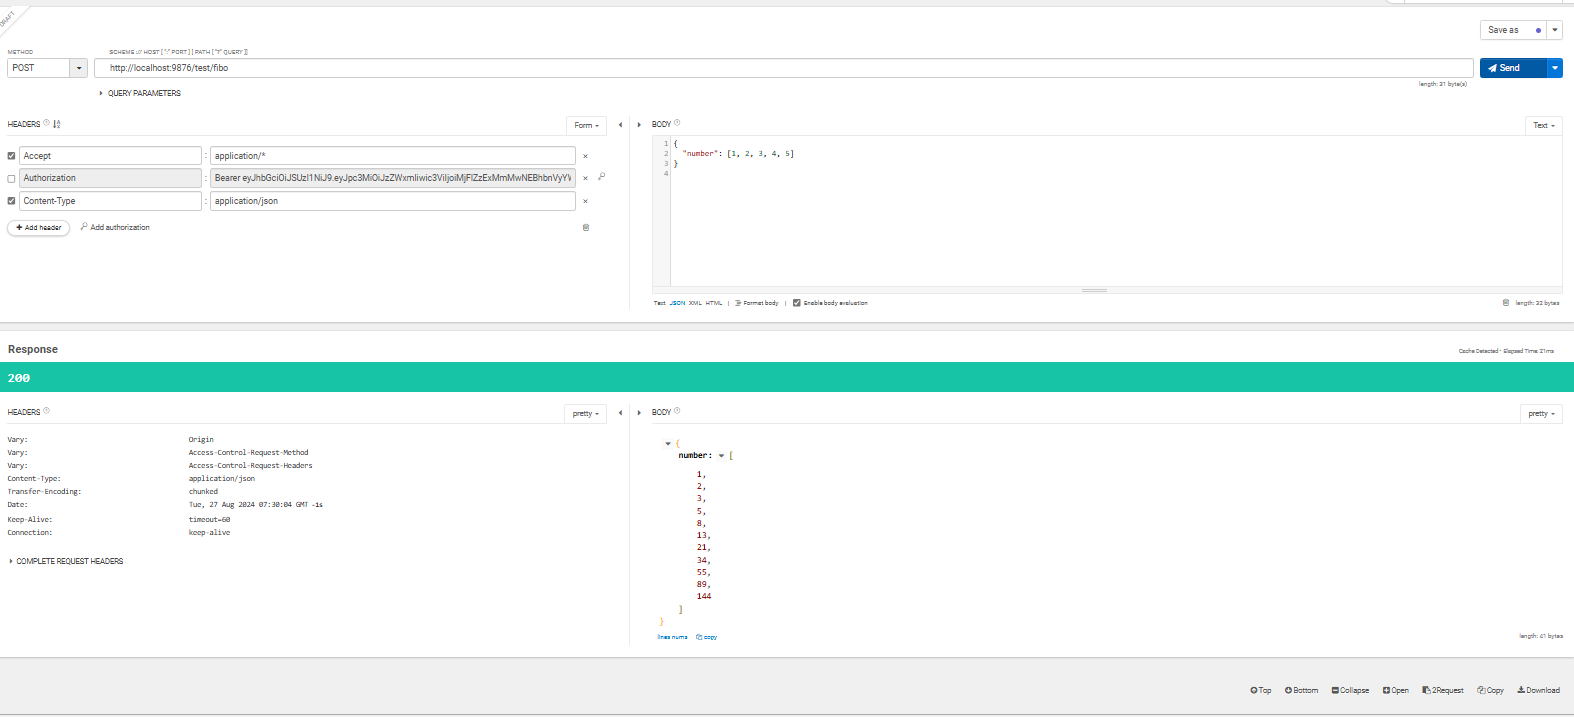 DRAFT
Save as
METHOD
SCHEME :// HOST [ ":" PORT ] [ PATH [ "?" QUERY ]]
POST
http://localhost:9876/test/fibo
Send
length: 31 byte(s)
QUERY PARAMETERS
HEADERS
Form
BODY
Text
Accept : application/*
Authorization : Bearer
Content-Type : application/json
Add header
Add authorization
1 {
2 "number": [1, 2, 3, 4, 5]
3 }
4
Text JSON XML HTML | Format body | Enable body evaluation
length: 32 bytes
Response
Cache Detected - Elapsed Time: 21ms
200
HEADERS
pretty
BODY
pretty
Vary: Origin
Vary: Access-Control-Request-Method
Vary: Access-Control-Request-Headers
Content-Type: application/json
Transfer-Encoding: chunked
Date: Tue, 27 Aug 2024 07:30:04 GMT -1s
Keep-Alive: timeout=60
Connection: keep-alive
COMPLETE REQUEST HEADERS
{
number: [
1,
2,
3,
5,
8,
13,
21,
34,
55,
89,
144
]
}
lines nums copy
length: 41 bytes
Top Bottom Collapse Open 2Request Copy Download